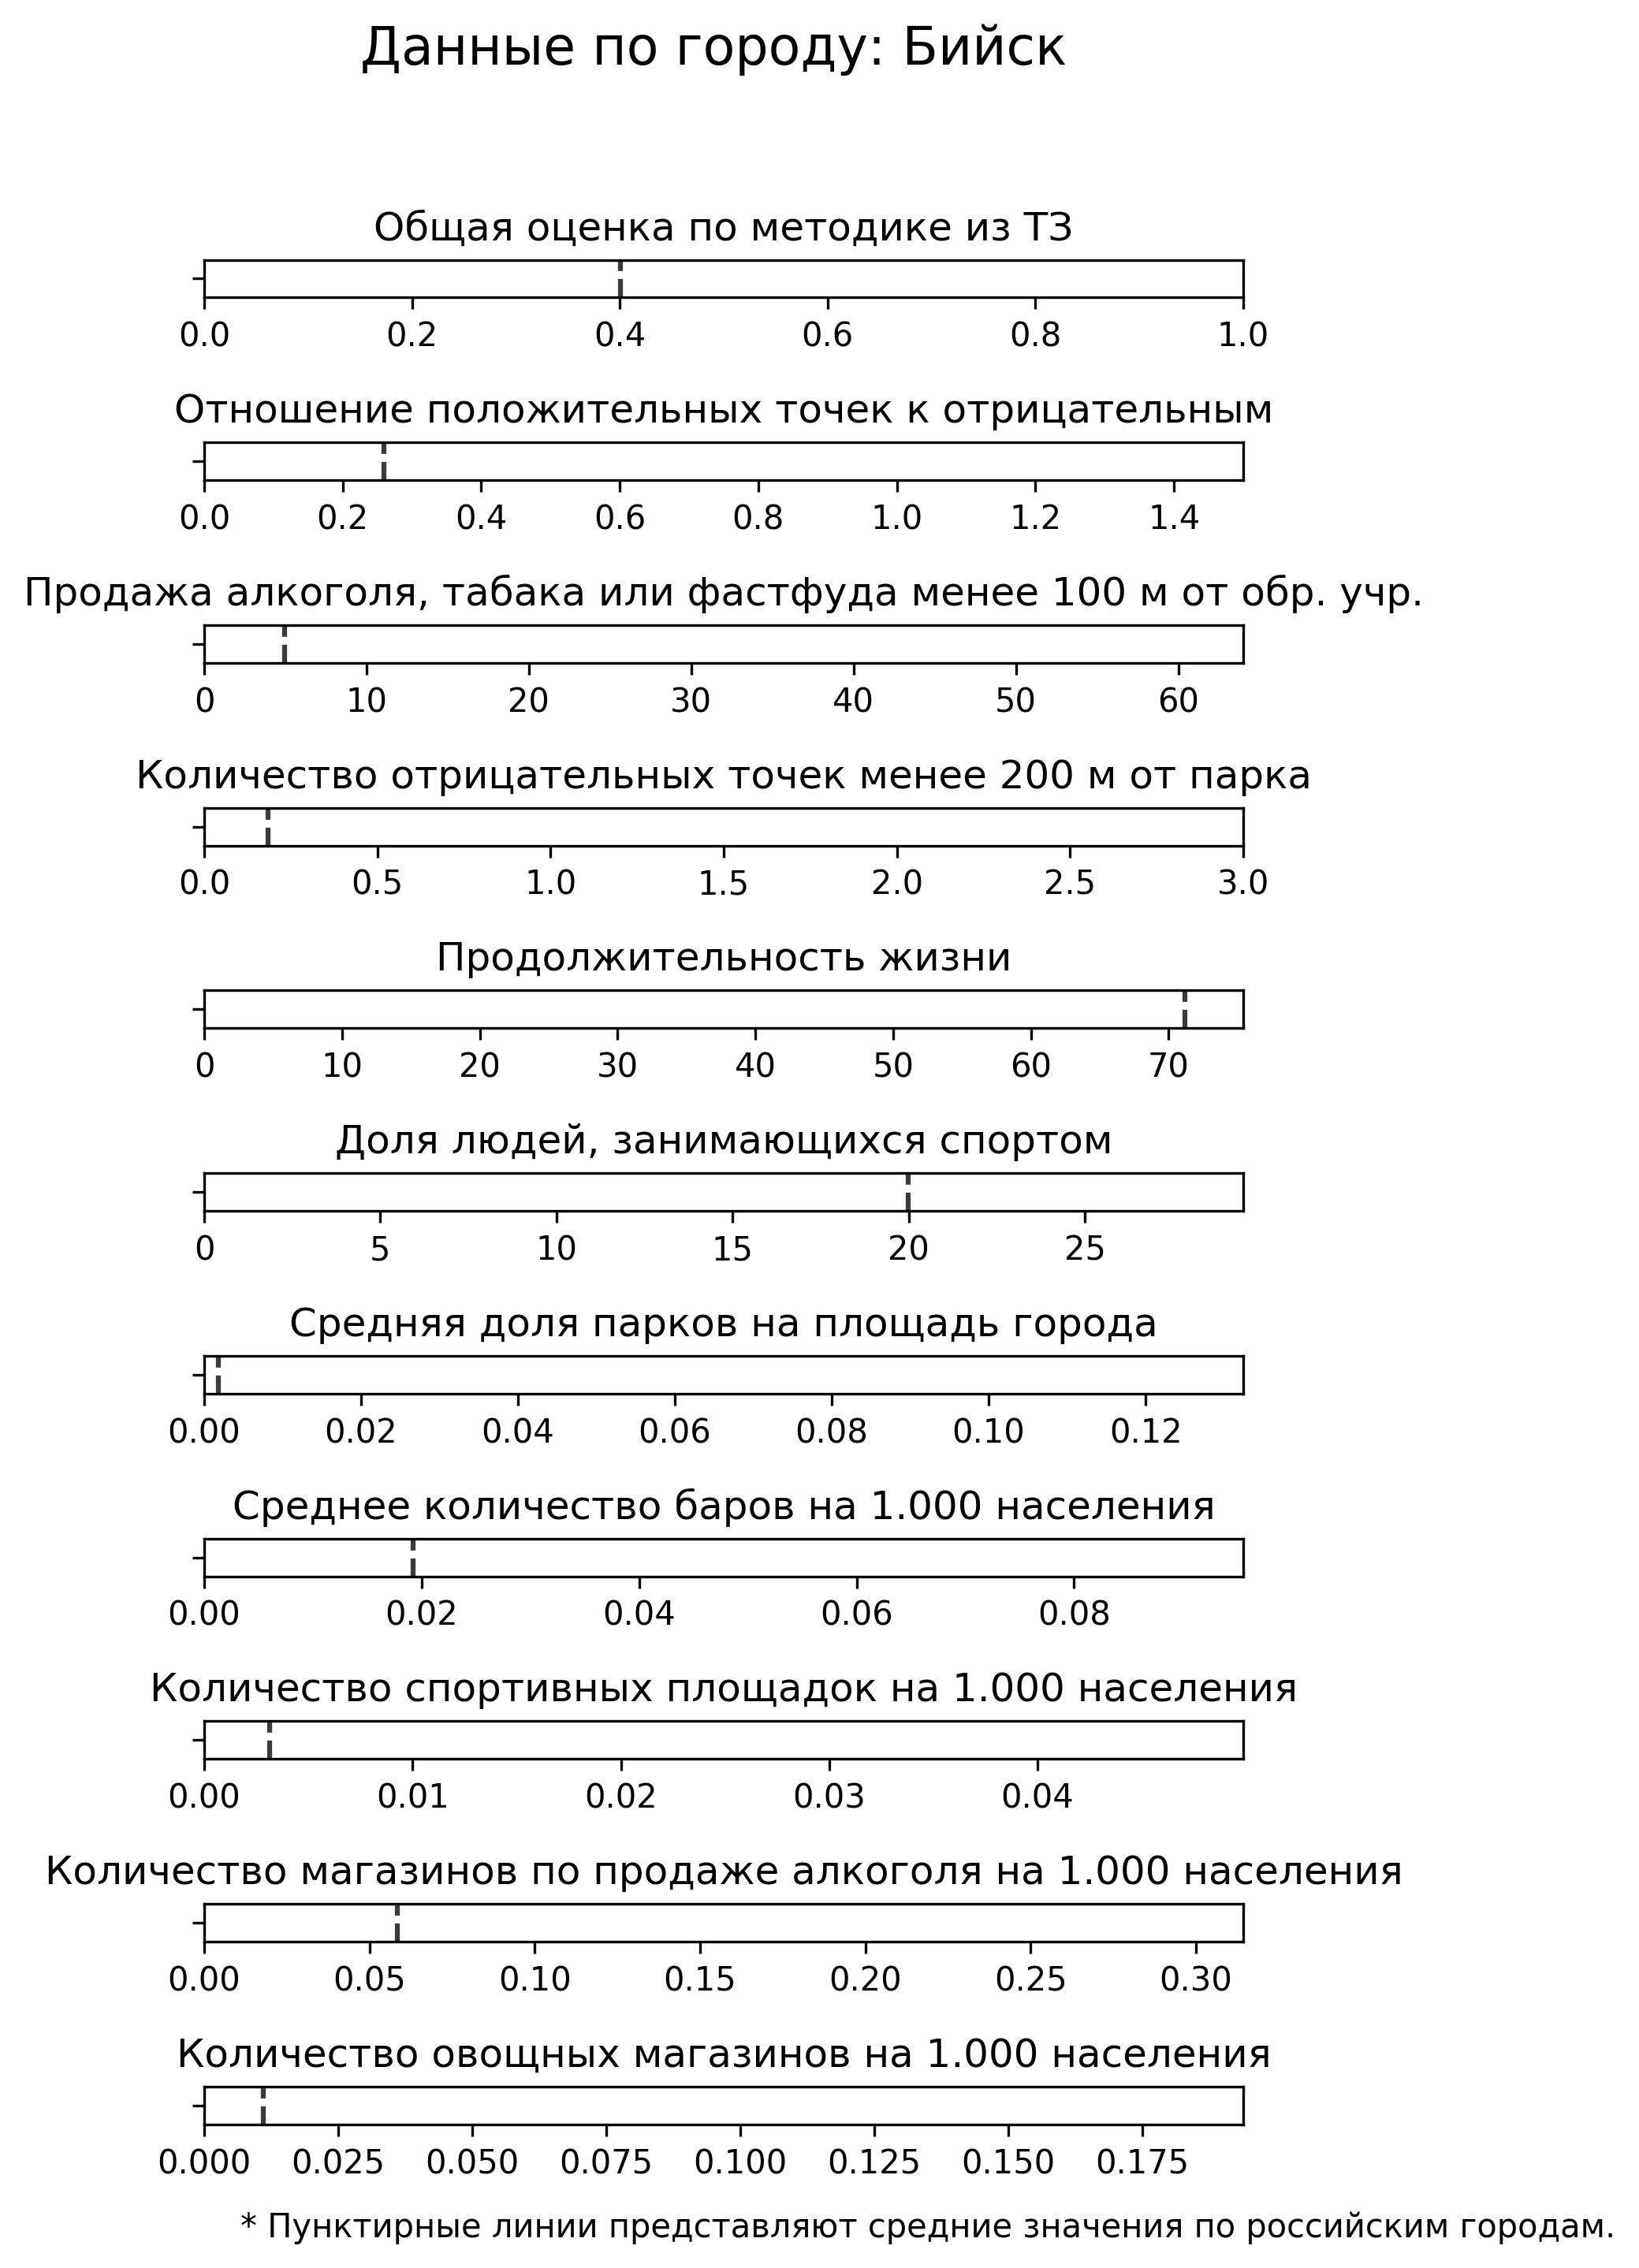 Данные по городу: Бийск
Общая оценка по методике из ТЗ
0.0 0.2 0.4 0.6 0.8 1.0
Отношение положительных точек к отрицательным
0.0 0.2 0.4 0.6 0.8 1.0 1.2 1.4
Продажа алкоголя, табака или фастфуда менее 100 м от обр. учр.
0 10 20 30 40 50 60
Количество отрицательных точек менее 200 м от парка
0.0 0.5 1.0 1.5 2.0 2.5 3.0
Продолжительность жизни
0 10 20 30 40 50 60 70
Доля людей, занимающихся спортом
0 5 10 15 20 25
Средняя доля парков на площадь города
0.00 0.02 0.04 0.06 0.08 0.10 0.12
Среднее количество баров на 1.000 населения
0.00 0.02 0.04 0.06 0.08
Количество спортивных площадок на 1.000 населения
0.00 0.01 0.02 0.03 0.04
Количество магазинов по продаже алкоголя на 1.000 населения
0.00 0.05 0.10 0.15 0.20 0.25 0.30
Количество овощных магазинов на 1.000 населения
0.000 0.025 0.050 0.075 0.100 0.125 0.150 0.175
* Пунктирные линии представляют средние значения по российским городам.